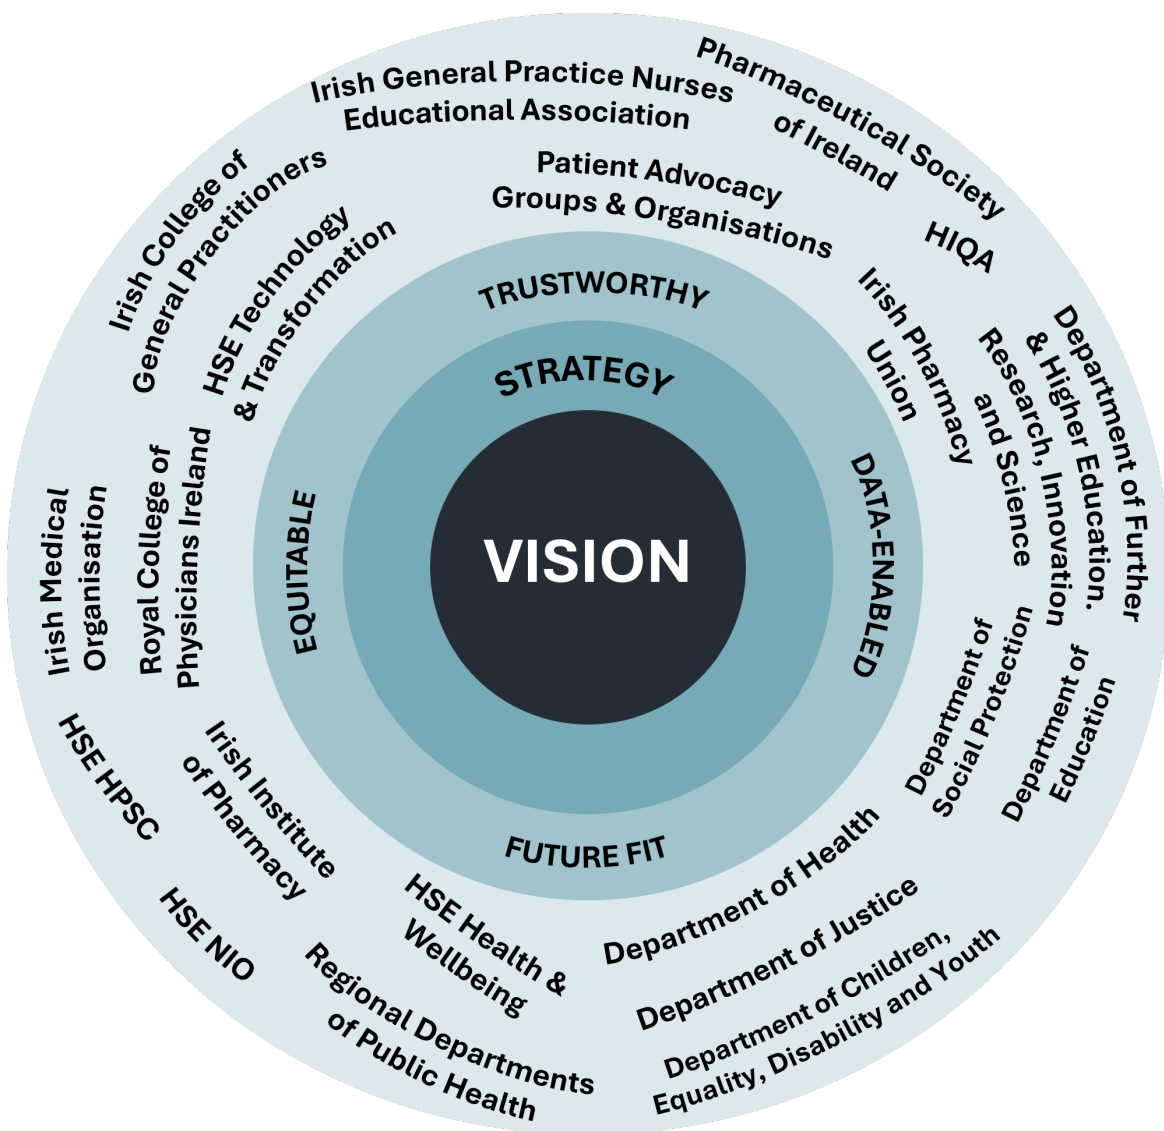 Irish General Practice Nurses
Educational Association
Pharmaceutical Society
of Ireland
Patient Advocacy
Groups & Organisations
HIQA
Irish College of
General Practitioners
HSE Technology
& Transformation
Irish Pharmacy
Union
Department of Further
& Higher Education.
Research, Innovation
and Science
TRUSTWORTHY
STRATEGY
VISION
EQUITABLE
DATA-ENABLED
FUTURE FIT
Irish Medical
Organisation
Royal College of
Physicians Ireland
Department of
Social Protection
Department of
Education
HSE HPSC
Irish Institute
of Pharmacy
HSE NIO
HSE Health &
Wellbeing
Regional Departments
of Public Health
Department of Health
Department of Justice
Department of Children,
Equality, Disability and Youth